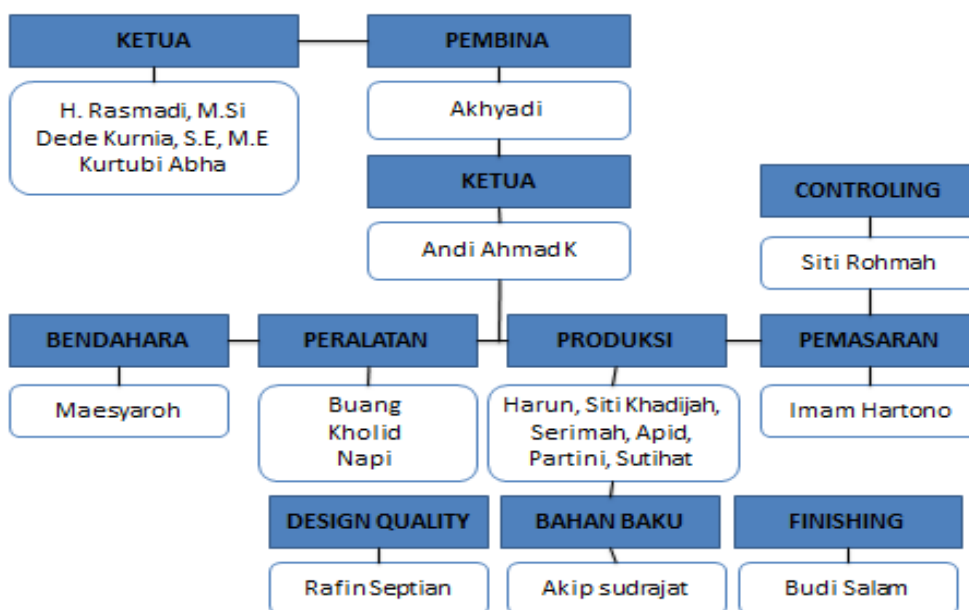 KETUA
PEMBINA
H. Rasmadi, M.Si
Dede Kurnia, S.E, M.E
Kurtubi Abha
Akhyadi
KETUA
CONTROLING
Andi Ahmad K
Siti Rohmah
BENDAHARA
PERALATAN
PRODUKSI
PEMASARAN
Maesyaroh
Buang
Kholid
Napi
Harun, Siti Khadijah,
Serimah, Apid,
Partini, Sutihat
Imam Hartono
DESIGN QUALITY
BAHAN BAKU
FINISHING
Rafin Septian
Akip sudrajat
Budi Salam